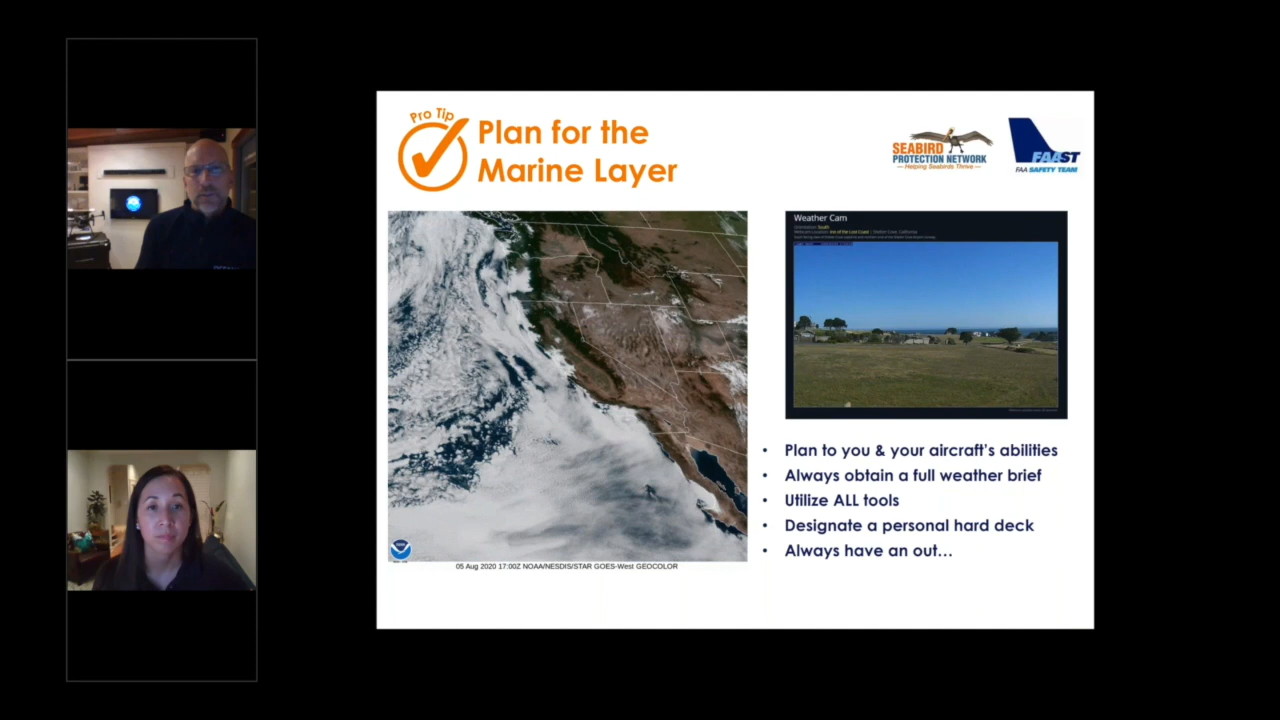 Pro Tip
Plan for the
Marine Layer
SEABIRD
PROTECTION NETWORK
Helping Seabirds Thrive
FAAST
FAA SAFETY TEAM
Weather Cam
Orientation: South
05 Aug 2020 17:00Z NOAA/NESDIS/STAR GOES-West GEOCOLOR
• Plan to you & your aircraft's abilities
• Always obtain a full weather brief
• Utilize ALL tools
• Designate a personal hard deck
• Always have an out...